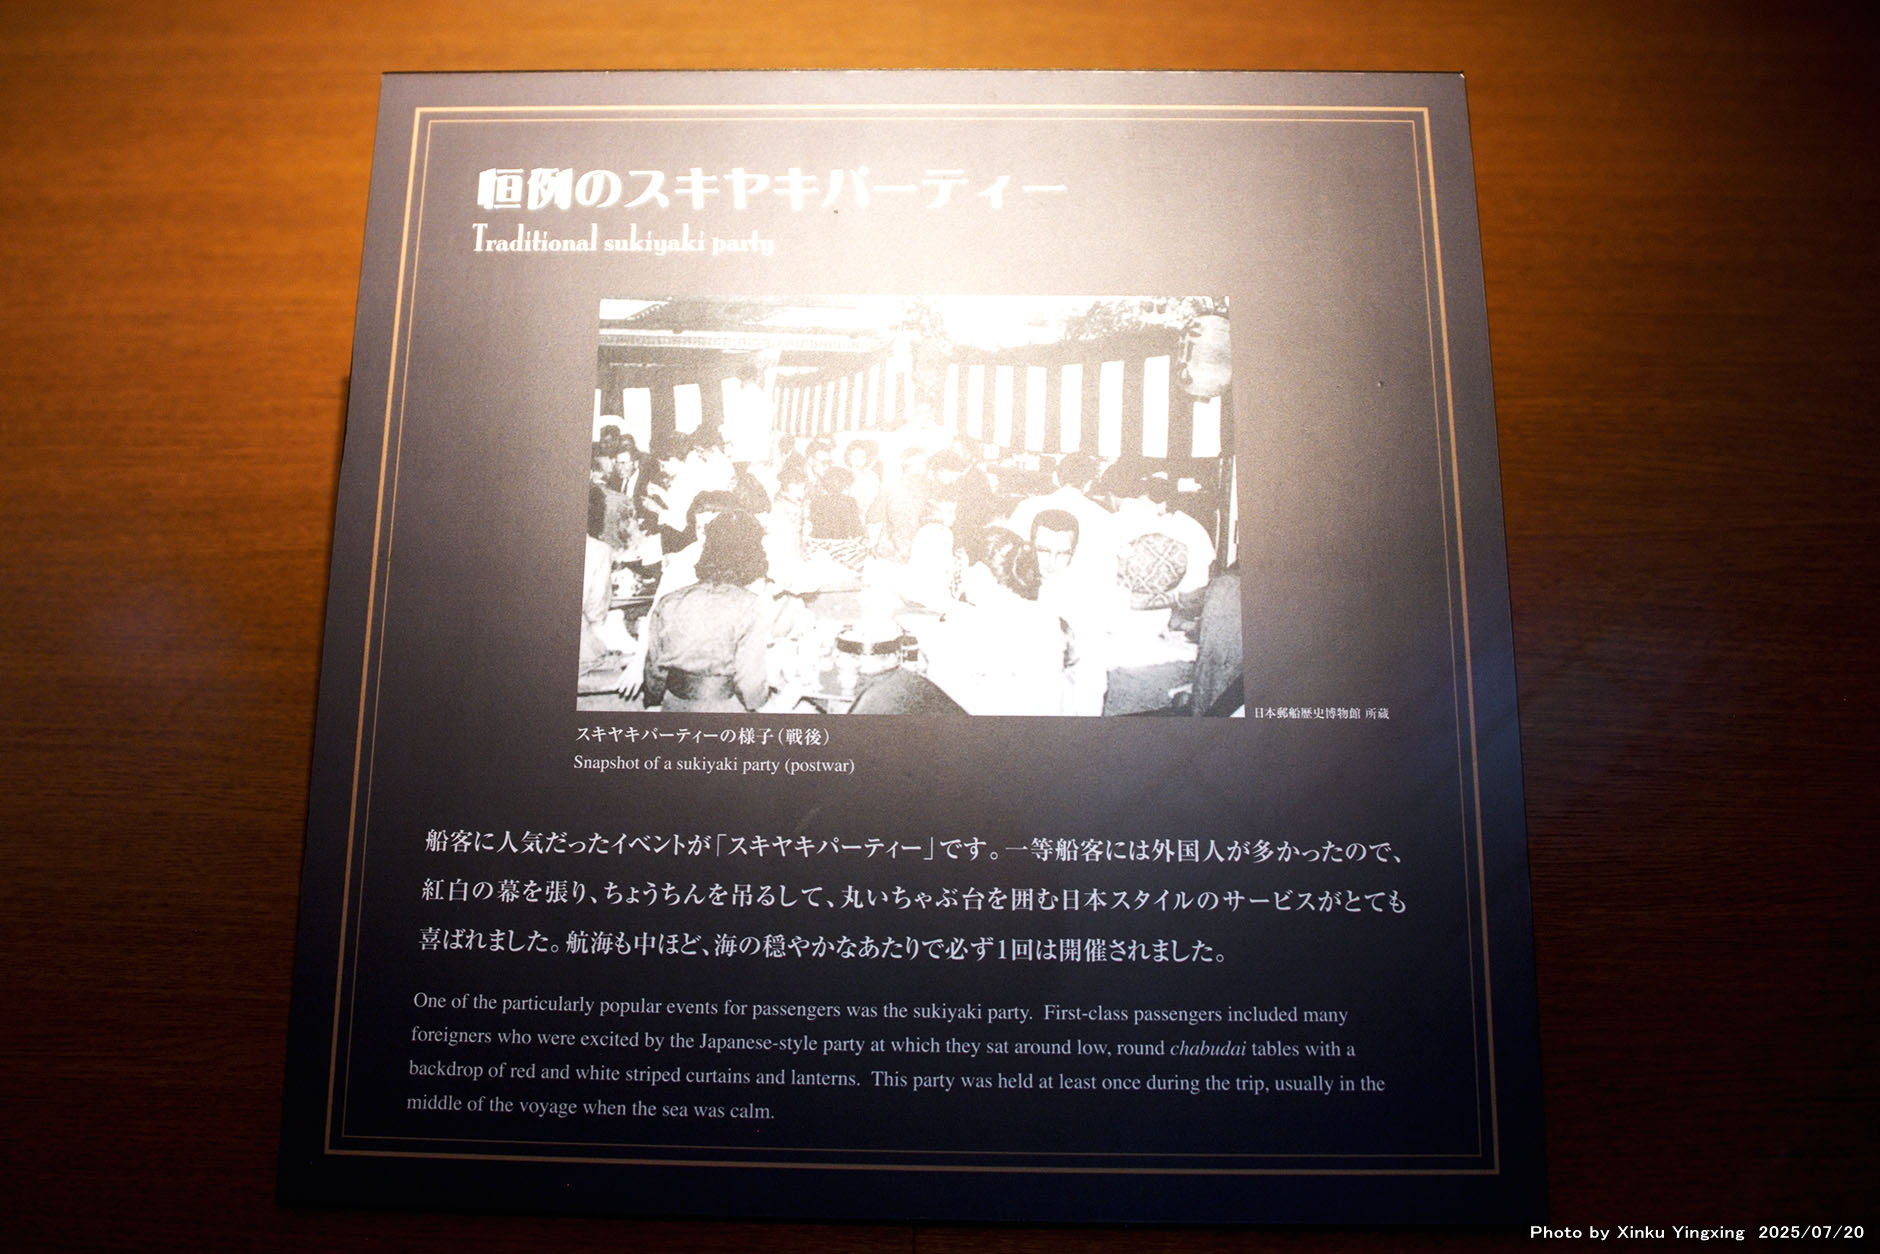 恒例のスキヤキパーティー
Traditional sukiyaki party
日本郵船歴史博物館 所蔵
スキヤキパーティーの様子（戦後）
Snapshot of a sukiyaki party (postwar)
船客に人気だったイベントが「スキヤキパーティー」です。一等船客には外国人が多かったので、
紅白の幕を張り、ちょうちんを吊るして、丸いちゃぶ台を囲む日本スタイルのサービスがとても
喜ばれました。航海も中ほど、海の穏やかなあたりで必ず1回は開催されました。
One of the particularly popular events for passengers was the sukiyaki party.  First-class passengers included many
foreigners who were excited by the Japanese-style party at which they sat around low, round chabudai tables with a
backdrop of red and white striped curtains and lanterns.  This party was held at least once during the trip, usually in the
middle of the voyage when the sea was calm.
Photo by Xinku Yingxing  2025/07/20